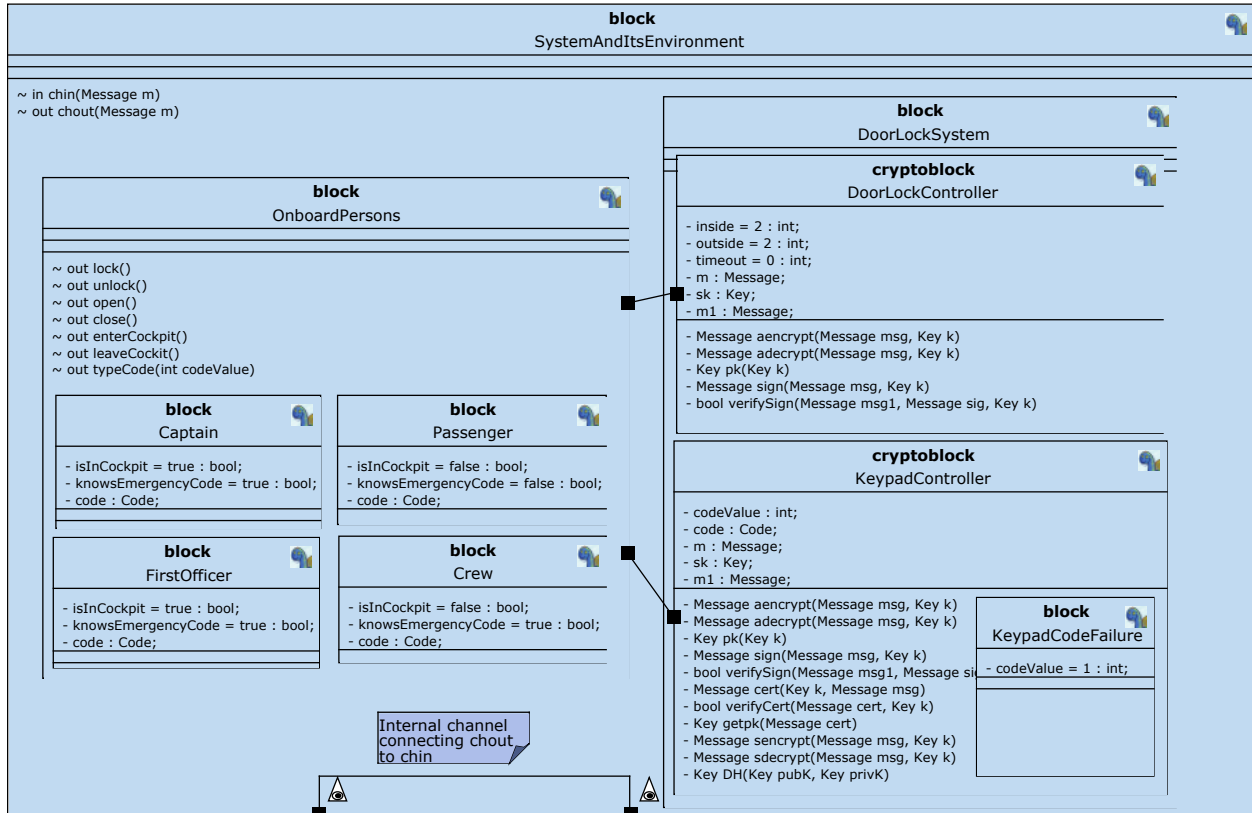 block
SystemAndItsEnvironment
~ in chin(Message m)
~ out chout(Message m)
block
OnboardPersons
~ out lock()
~ out unlock()
~ out open()
~ out close()
~ out enterCockpit()
~ out leaveCockit()
~ out typeCode(int codeValue)
block
Captain
- isInCockpit = true : bool;
- knowsEmergencyCode = true : bool;
- code : Code;
block
Passenger
- isInCockpit = false : bool;
- knowsEmergencyCode = false : bool;
- code : Code;
block
FirstOfficer
- isInCockpit = true : bool;
- knowsEmergencyCode = true : bool;
- code : Code;
block
Crew
- isInCockpit = false : bool;
- knowsEmergencyCode = true : bool;
- code : Code;
block
DoorLockSystem
cryptoblock
DoorLockController
- inside = 2 : int;
- outside = 2 : int;
- timeout = 0 : int;
- m : Message;
- sk : Key;
- m1 : Message;
- Message aencrypt(Message msg, Key k)
- Message adecrypt(Message msg, Key k)
- Key pk(Key k)
- Message sign(Message msg, Key k)
- bool verifySign(Message msg1, Message sig, Key k)
cryptoblock
KeypadController
- codeValue : int;
- code : Code;
- m : Message;
- sk : Key;
- m1 : Message;
- Message aencrypt(Message msg, Key k)
- Message adecrypt(Message msg, Key k)
- Key pk(Key k)
- Message sign(Message msg, Key k)
- bool verifySign(Message msg1, Message
- Message cert(Key k, Message msg)
- bool verifyCert(Message cert, Key k)
- Key getpk(Message cert)
- Message sencrypt(Message msg, Key k)
- Message sdecrypt(Message msg, Key k)
- Key DH(Key pubK, Key privK)
block
KeypadCodeFailure
- codeValue = 1 : int;
Internal channel
connecting chout
to chin